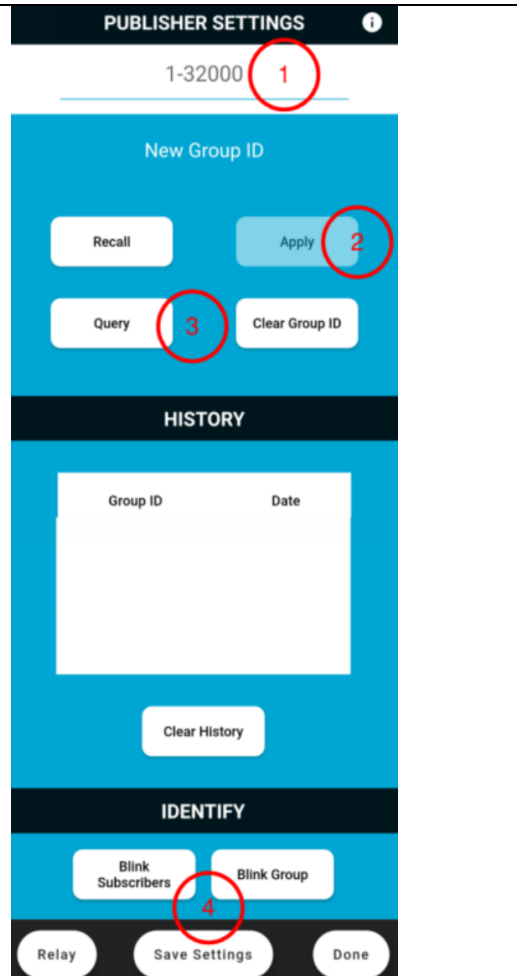 PUBLISHER SETTINGS i
1-32000 1
New Group ID
Recall Apply 2
Query 3 Clear Group ID
HISTORY
Group ID Date
Clear History
IDENTIFY
Blink
Subscribers
Blink Group
4
Relay Save Settings Done